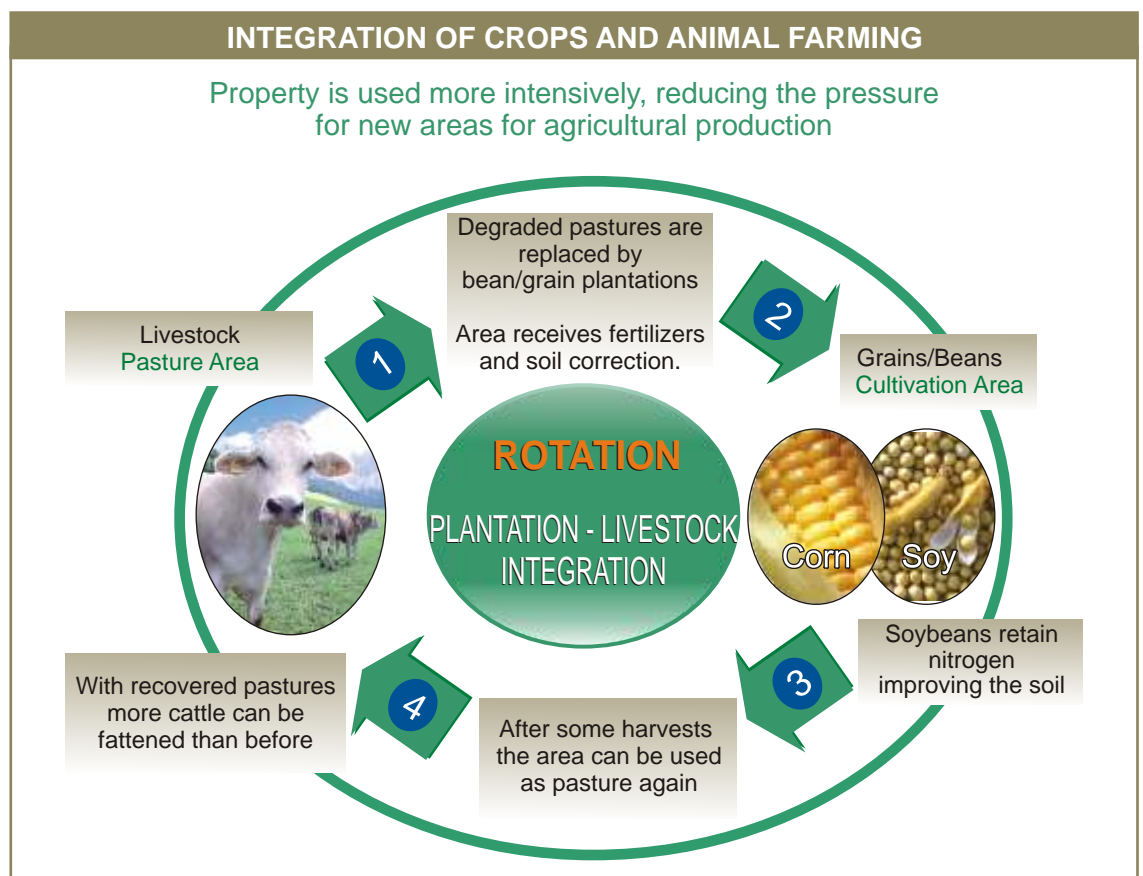 INTEGRATION OF CROPS AND ANIMAL FARMING
Property is used more intensively, reducing the pressure
for new areas for agricultural production
Livestock
Pasture Area
1
Degraded pastures are
replaced by
bean/grain plantations
Area receives fertilizers
and soil correction.
2
Grains/Beans
Cultivation Area
ROTATION
PLANTATION - LIVESTOCK
INTEGRATION
Corn
Soy
Soybeans retain
nitrogen
improving the soil
3
After some harvests
the area can be used
as pasture again
4
With recovered pastures
more cattle can be
fattened than before